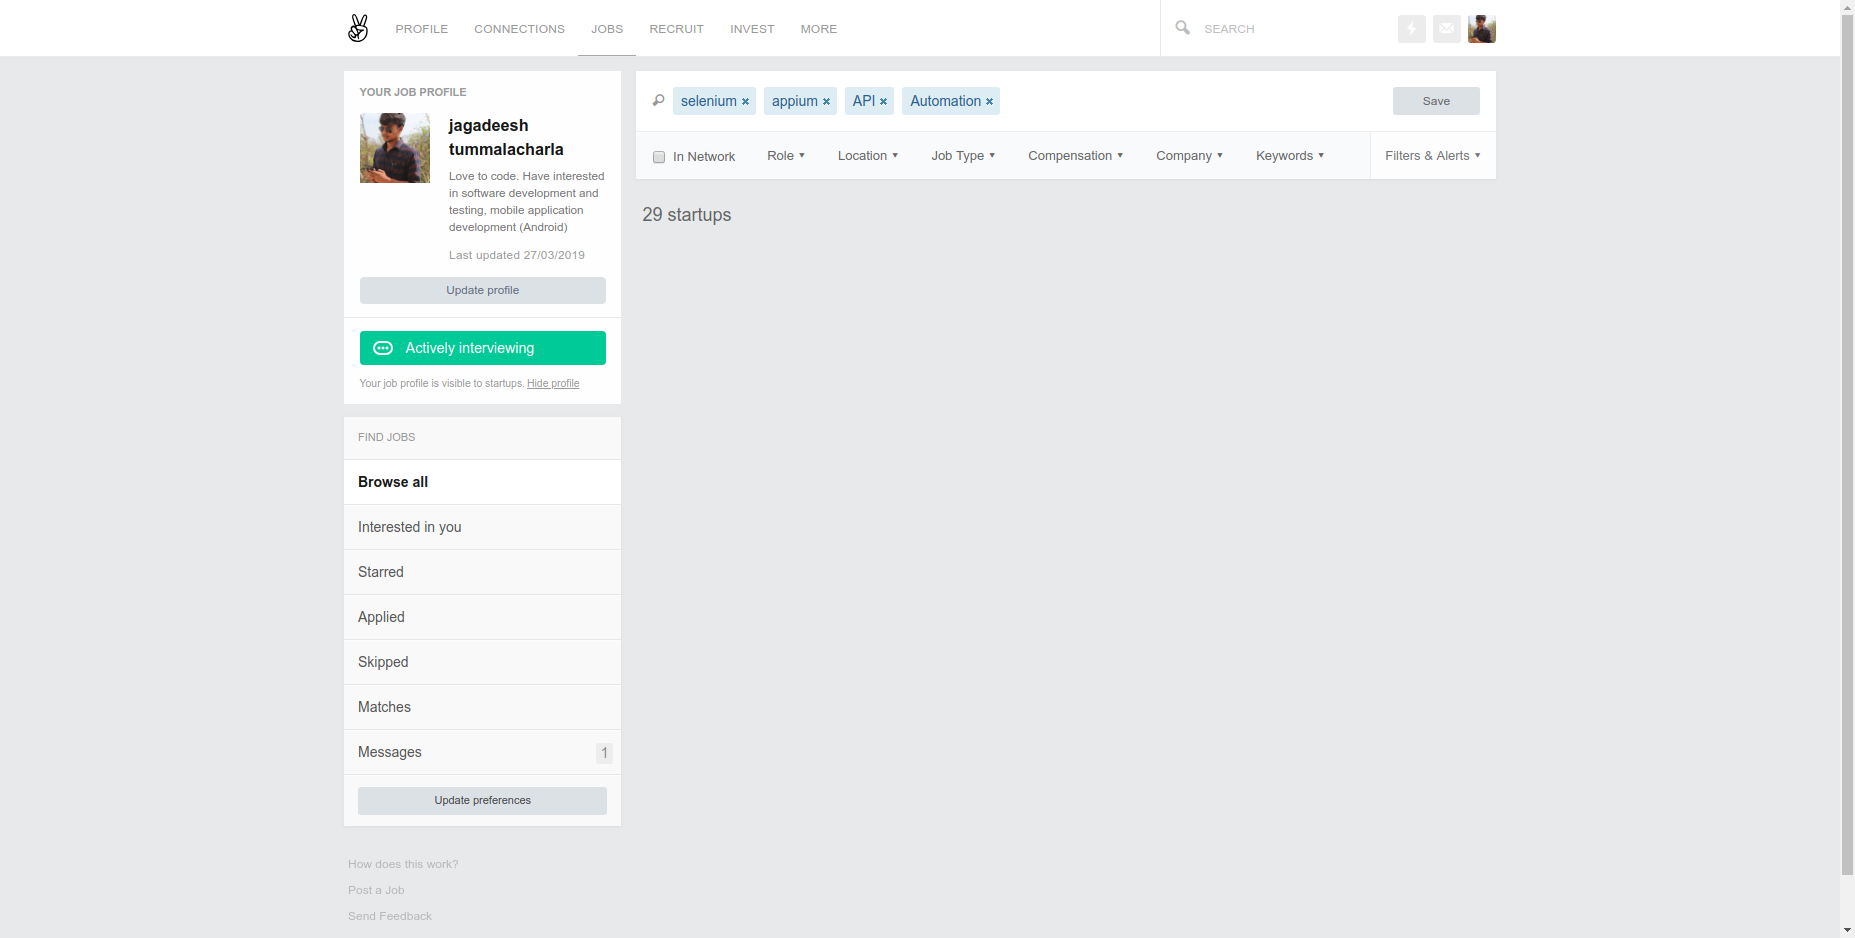 PROFILE CONNECTIONS JOBS RECRUIT INVEST MORE SEARCH
YOUR JOB PROFILE
jagadeesh
tummalacharla
Love to code. Have interested
in software development and
testing, mobile application
development (Android)
Last updated 27/03/2019
Update profile
Actively interviewing
Your job profile is visible to startups. Hide profile
FIND JOBS
Browse all
Interested in you
Starred
Applied
Skipped
Matches
Messages 1
Update preferences
How does this work?
Post a Job
Send Feedback
selenium × appium × API × Automation × Save
In Network Role ▾ Location ▾ Job Type ▾ Compensation ▾ Company ▾ Keywords ▾ Filters & Alerts ▾
29 startups